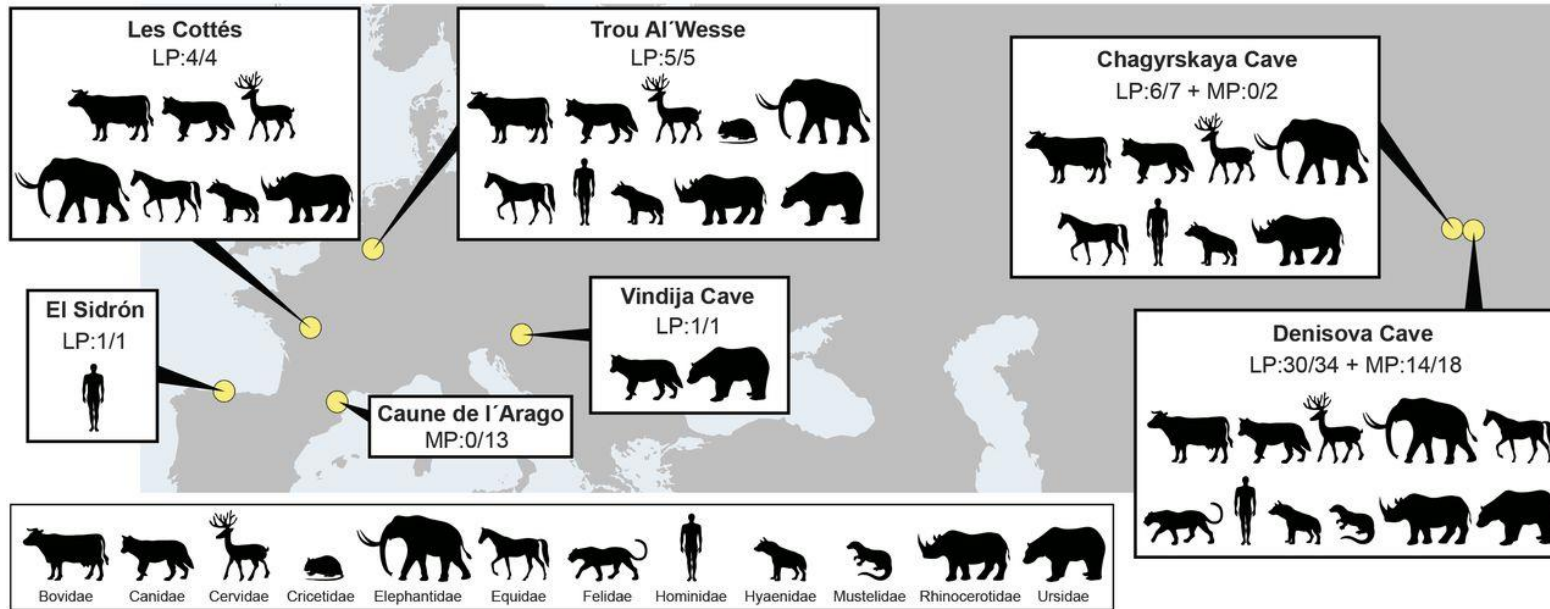 Les Cottés
LP:4/4
Trou Al´Wesse
LP:5/5
Chagyrskaya Cave
LP:6/7 + MP:0/2
El Sidrón
LP:1/1
Vindija Cave
LP:1/1
Caune de l´Arago
MP:0/13
Denisova Cave
LP:30/34 + MP:14/18
Bovidae Canidae Cervidae Cricetidae Elephantidae Equidae Felidae Hominidae Hyaenidae Mustelidae Rhinocerotidae Ursidae